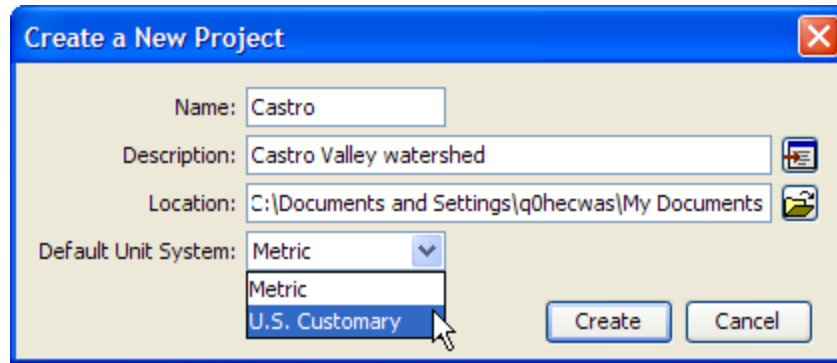 Create a New Project
Name: Castro
Description: Castro Valley watershed
Location: C:\Documents and Settings\q0hecwas\My Documents
Default Unit System: Metric
Metric
U.S. Customary
Create Cancel